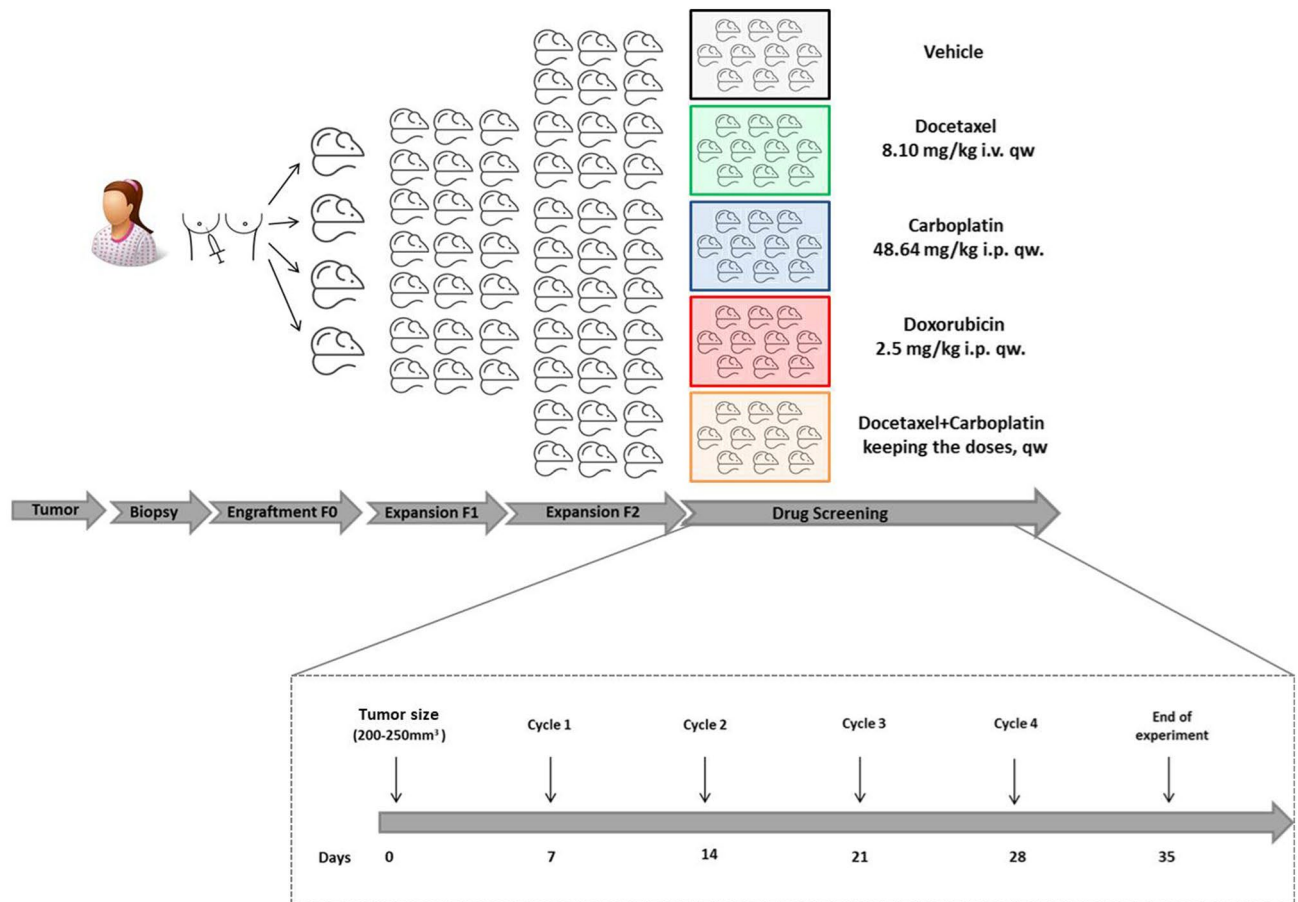 Vehicle
Docetaxel
8.10 mg/kg i.v. qw
Carboplatin
48.64 mg/kg i.p. qw.
Doxorubicin
2.5 mg/kg i.p. qw.
Docetaxel+Carboplatin
keeping the doses, qw
Tumor
Biopsy
Engraftment F0
Expansion F1
Expansion F2
Drug Screening
Tumor size
(200-250mm³)
Cycle 1
Cycle 2
Cycle 3
Cycle 4
End of
experiment
Days 0 7 14 21 28 35